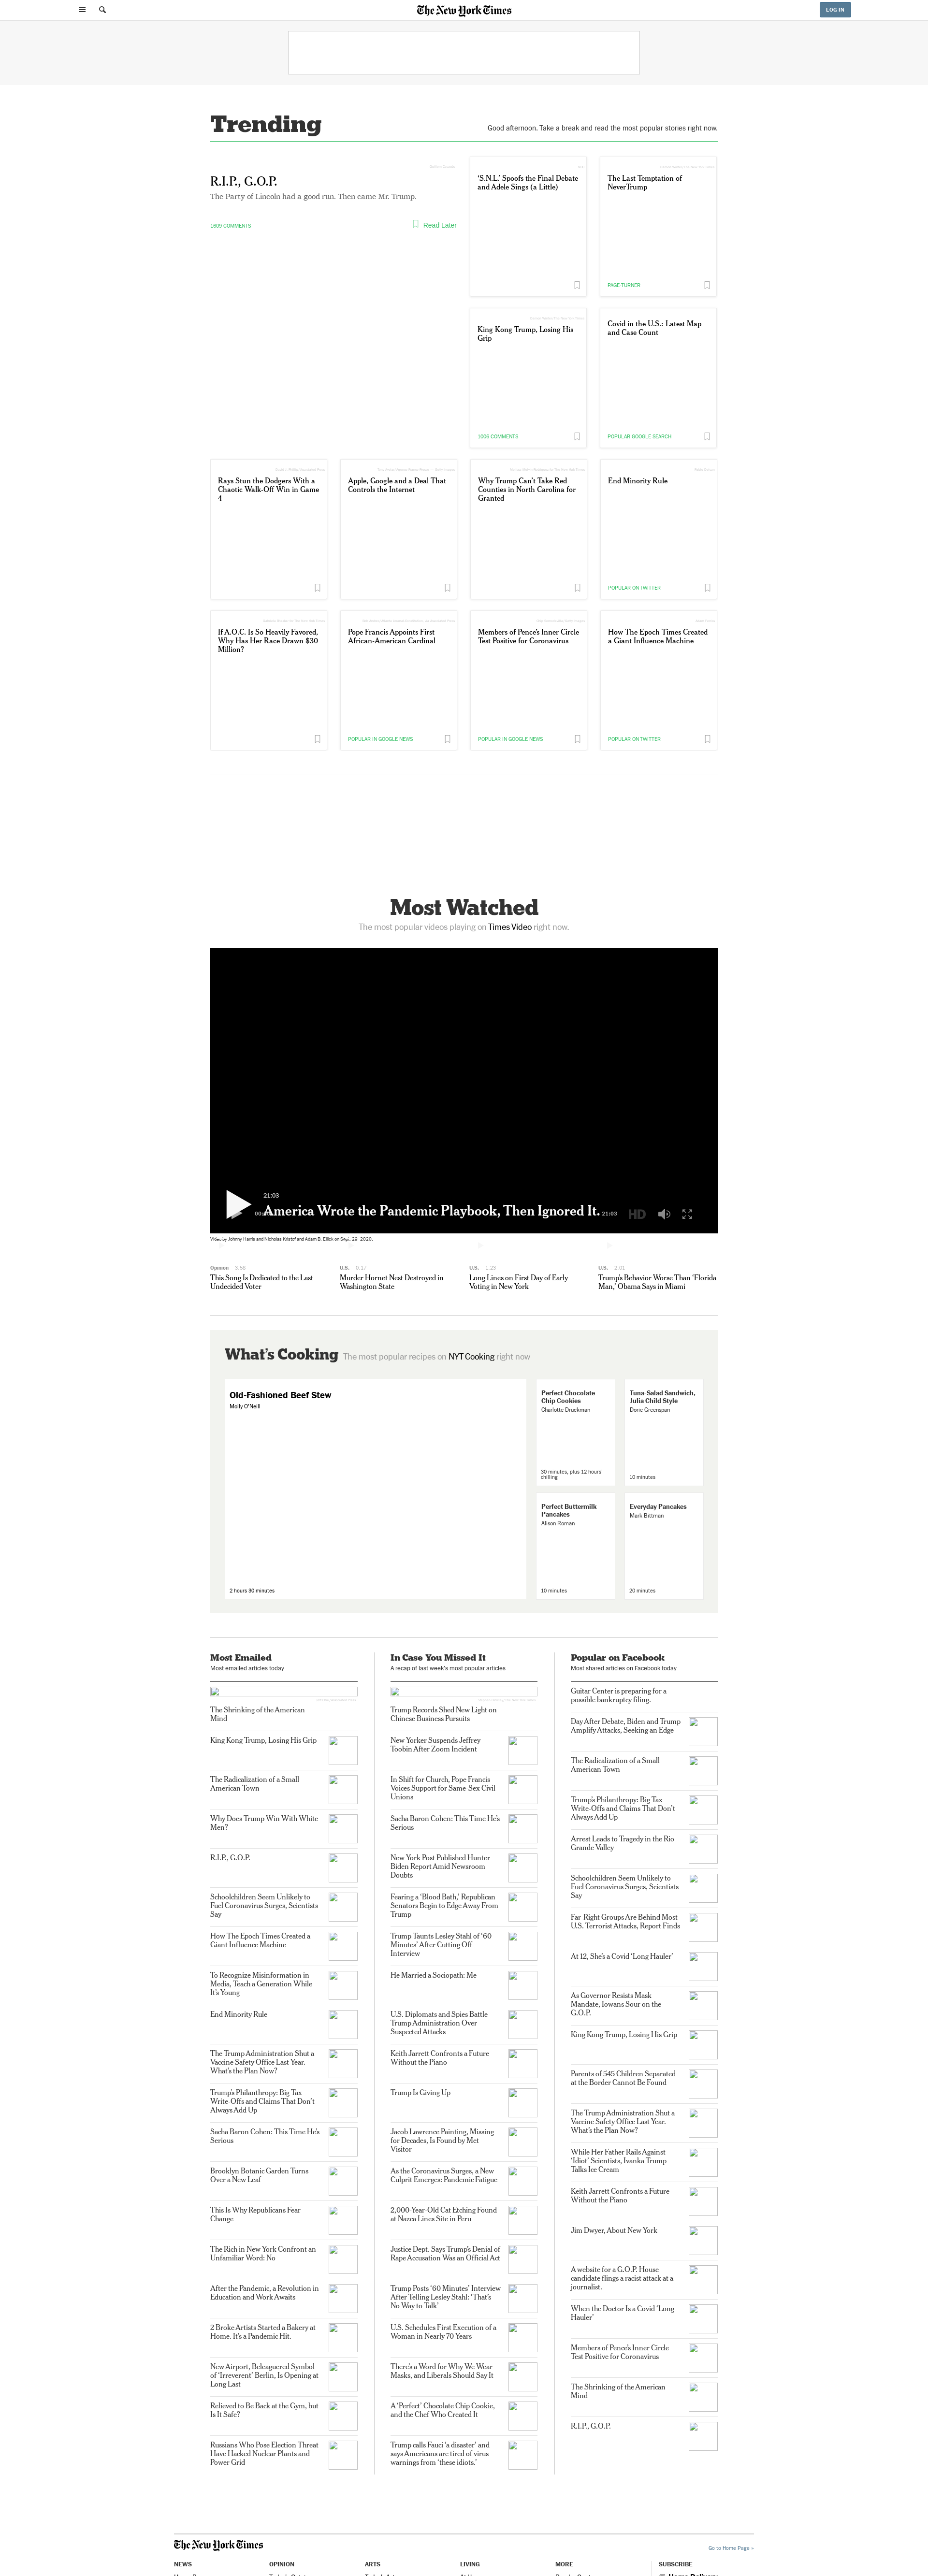 The New York Times
LOG IN
Trending
Good afternoon. Take a break and read the most popular stories right now.
R.I.P., G.O.P.
The Party of Lincoln had a good run. Then came Mr. Trump.
1809 COMMENTS
Read Later
‘S.N.L.’ Spoofs the Final Debate
and Adele Sings (a Little)
The Last Temptation of
NeverTrump
PAGE-TURNER
King Kong Trump, Losing His
Grip
1006 COMMENTS
Covid in the U.S.: Latest Map
and Case Count
POPULAR GOOGLE SEARCH
Rays Stun the Dodgers With a
Chaotic Walk-Off Win in Game
4
Apple, Google and a Deal That
Controls the Internet
Why Trump Can’t Take Red
Counties in North Carolina for
Granted
End Minority Rule
POPULAR ON TWITTER
If A.O.C. Is So Heavily Favored,
Why Has Her Race Drawn $30
Million?
Pope Francis Appoints First
African-American Cardinal
POPULAR IN GOOGLE NEWS
Members of Pence’s Inner Circle
Test Positive for Coronavirus
POPULAR IN GOOGLE NEWS
How The Epoch Times Created
a Giant Influence Machine
POPULAR ON TWITTER
Most Watched
The most popular videos playing on Times Video right now.
21:03
America Wrote the Pandemic Playbook, Then Ignored It.
21:03
HD
Video by Johnny Harris and Nicholas Kristof and Adam B. Ellick on Sept. 29, 2020.
Opinion
This Song Is Dedicated to the Last
Undecided Voter
U.S. 0:17
Murder Hornet Nest Destroyed in
Washington State
U.S. 1:23
Long Lines on First Day of Early
Voting in New York
U.S. 2:01
Trump’s Behavior Worse Than ‘Florida
Man,’ Obama Says in Miami
What’s Cooking
The most popular recipes on NYT Cooking right now
Old-Fashioned Beef Stew
Molly O'Neill
2 hours 30 minutes
Perfect Chocolate
Chip Cookies
Charlotte Druckman
30 minutes, plus 12 hours’
chilling
Tuna-Salad Sandwich,
Julia Child Style
Dorie Greenspan
10 minutes
Perfect Buttermilk
Pancakes
Alison Roman
10 minutes
Everyday Pancakes
Mark Bittman
20 minutes
Most Emailed
Most emailed articles today
The Shrinking of the American
Mind
King Kong Trump, Losing His Grip
The Radicalization of a Small
American Town
Why Does Trump Win With White
Men?
R.I.P., G.O.P.
Schoolchildren Seem Unlikely to
Fuel Coronavirus Surges, Scientists
Say
How The Epoch Times Created a
Giant Influence Machine
To Recognize Misinformation in
Media, Teach a Generation While
It’s Young
End Minority Rule
The Trump Administration Shut a
Vaccine Safety Office Last Year.
What’s the Plan Now?
Trump’s Philanthropy: Big Tax
Write-Offs and Claims That Don’t
Always Add Up
Sacha Baron Cohen: This Time He’s
Serious
Brooklyn Botanic Garden Turns
Over a New Leaf
This Is Why Republicans Fear
Change
The Rich in New York Confront an
Unfamiliar Word: No
After the Pandemic, a Revolution in
Education and Work Awaits
2 Broke Artists Started a Bakery at
Home. It’s a Pandemic Hit.
New Airport, Beleaguered Symbol
of ‘Irreverent’ Berlin, Is Opening at
Long Last
Relieved to Be Back at the Gym, but
Is It Safe?
Russians Who Pose Election Threat
Have Hacked Nuclear Plants and
Power Grid
In Case You Missed It
A recap of last week’s most popular articles
Trump Records Shed New Light on
Chinese Business Pursuits
New Yorker Suspends Jeffrey
Toobin After Zoom Incident
In Shift for Church, Pope Francis
Voices Support for Same-Sex Civil
Unions
Sacha Baron Cohen: This Time He’s
Serious
New York Post Published Hunter
Biden Report Amid Newsroom
Doubts
Fearing a ‘Blood Bath,’ Republican
Senators Begin to Edge Away From
Trump
Trump Taunts Lesley Stahl of ‘60
Minutes’ After Cutting Off
Interview
He Married a Sociopath: Me
U.S. Diplomats and Spies Battle
Trump Administration Over
Suspected Attacks
Keith Jarrett Confronts a Future
Without the Piano
Trump Is Giving Up
Jacob Lawrence Painting, Missing
for Decades, Is Found by Met
Visitor
As the Coronavirus Surges, a New
Culprit Emerges: Pandemic Fatigue
2,000-Year-Old Cat Etching Found
at Nazca Lines Site in Peru
Justice Dept. Says Trump’s Denial of
Rape Accusation Was an Official Act
Trump Posts ‘60 Minutes’ Interview
After Telling Lesley Stahl: ‘That’s
No Way to Talk’
U.S. Schedules First Execution of a
Woman in Nearly 70 Years
There’s a Word for Why We Wear
Masks, and Liberals Should Say It
A ‘Perfect’ Chocolate Chip Cookie,
and the Chef Who Created It
Trump calls Fauci ‘a disaster’ and
says Americans are tired of virus
warnings from ‘these idiots.’
Popular on Facebook
Most shared articles on Facebook today
Guitar Center is preparing for a
possible bankruptcy filing.
Day After Debate, Biden and Trump
Amplify Attacks, Seeking an Edge
The Radicalization of a Small
American Town
Trump’s Philanthropy: Big Tax
Write-Offs and Claims That Don’t
Always Add Up
Arrest Leads to Tragedy in the Rio
Grande Valley
Schoolchildren Seem Unlikely to
Fuel Coronavirus Surges, Scientists
Say
Far-Right Groups Are Behind Most
U.S. Terrorist Attacks, Report Finds
At 12, She’s a Covid ‘Long Hauler’
As Governor Resists Mask
Mandate, Iowans Sour on the
G.O.P.
King Kong Trump, Losing His Grip
Parents of 545 Children Separated
at the Border Cannot Be Found
The Trump Administration Shut a
Vaccine Safety Office Last Year.
What’s the Plan Now?
While Her Father Rails Against
‘Idiot’ Scientists, Ivanka Trump
Talks Ice Cream
Keith Jarrett Confronts a Future
Without the Piano
Jim Dwyer, About New York
A website for a G.O.P. House
candidate flings a racist attack at a
journalist.
When the Doctor Is a Covid ‘Long
Hauler’
Members of Pence’s Inner Circle
Test Positive for Coronavirus
The Shrinking of the American
Mind
R.I.P., G.O.P.
The New York Times
Go to Home Page »
NEWS
OPINION
ARTS
LIVING
MORE
SUBSCRIBE